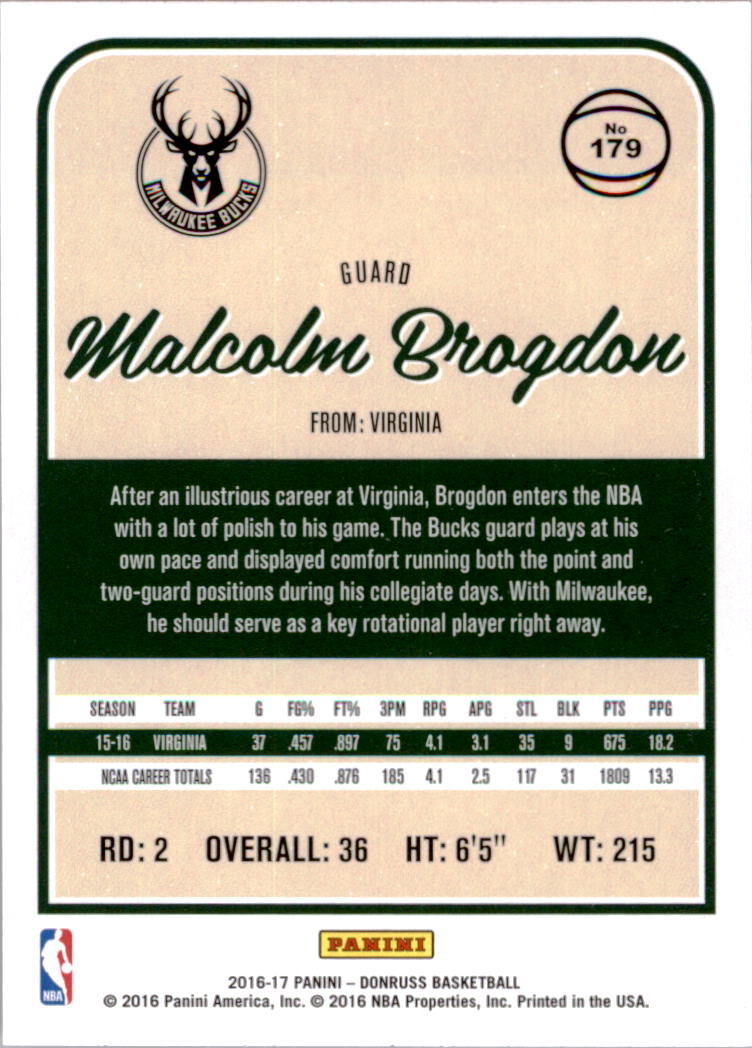 MILWAUKEE BUCKS
No
179
GUARD
Malcolm Brogdon
FROM: VIRGINIA
After an illustrious career at Virginia, Brogdon enters the NBA
with a lot of polish to his game. The Bucks guard plays at his
own pace and displayed comfort running both the point and
two-guard positions during his collegiate days. With Milwaukee,
he should serve as a key rotational player right away.
SEASON TEAM G FG% FT% 3PM RPG APG STL BLK PTS PPG
15-16 VIRGINIA 37 .457 .897 75 4.1 3.1 35 9 675 18.2
NCAA CAREER TOTALS 136 .430 .876 185 4.1 2.5 117 31 1809 13.3
RD: 2 OVERALL: 36 HT: 6'5" WT: 215
PANINI
NBA
2016-17 PANINI – DONRUSS BASKETBALL
© 2016 Panini America, Inc. © 2016 NBA Properties, Inc. Printed in the USA.